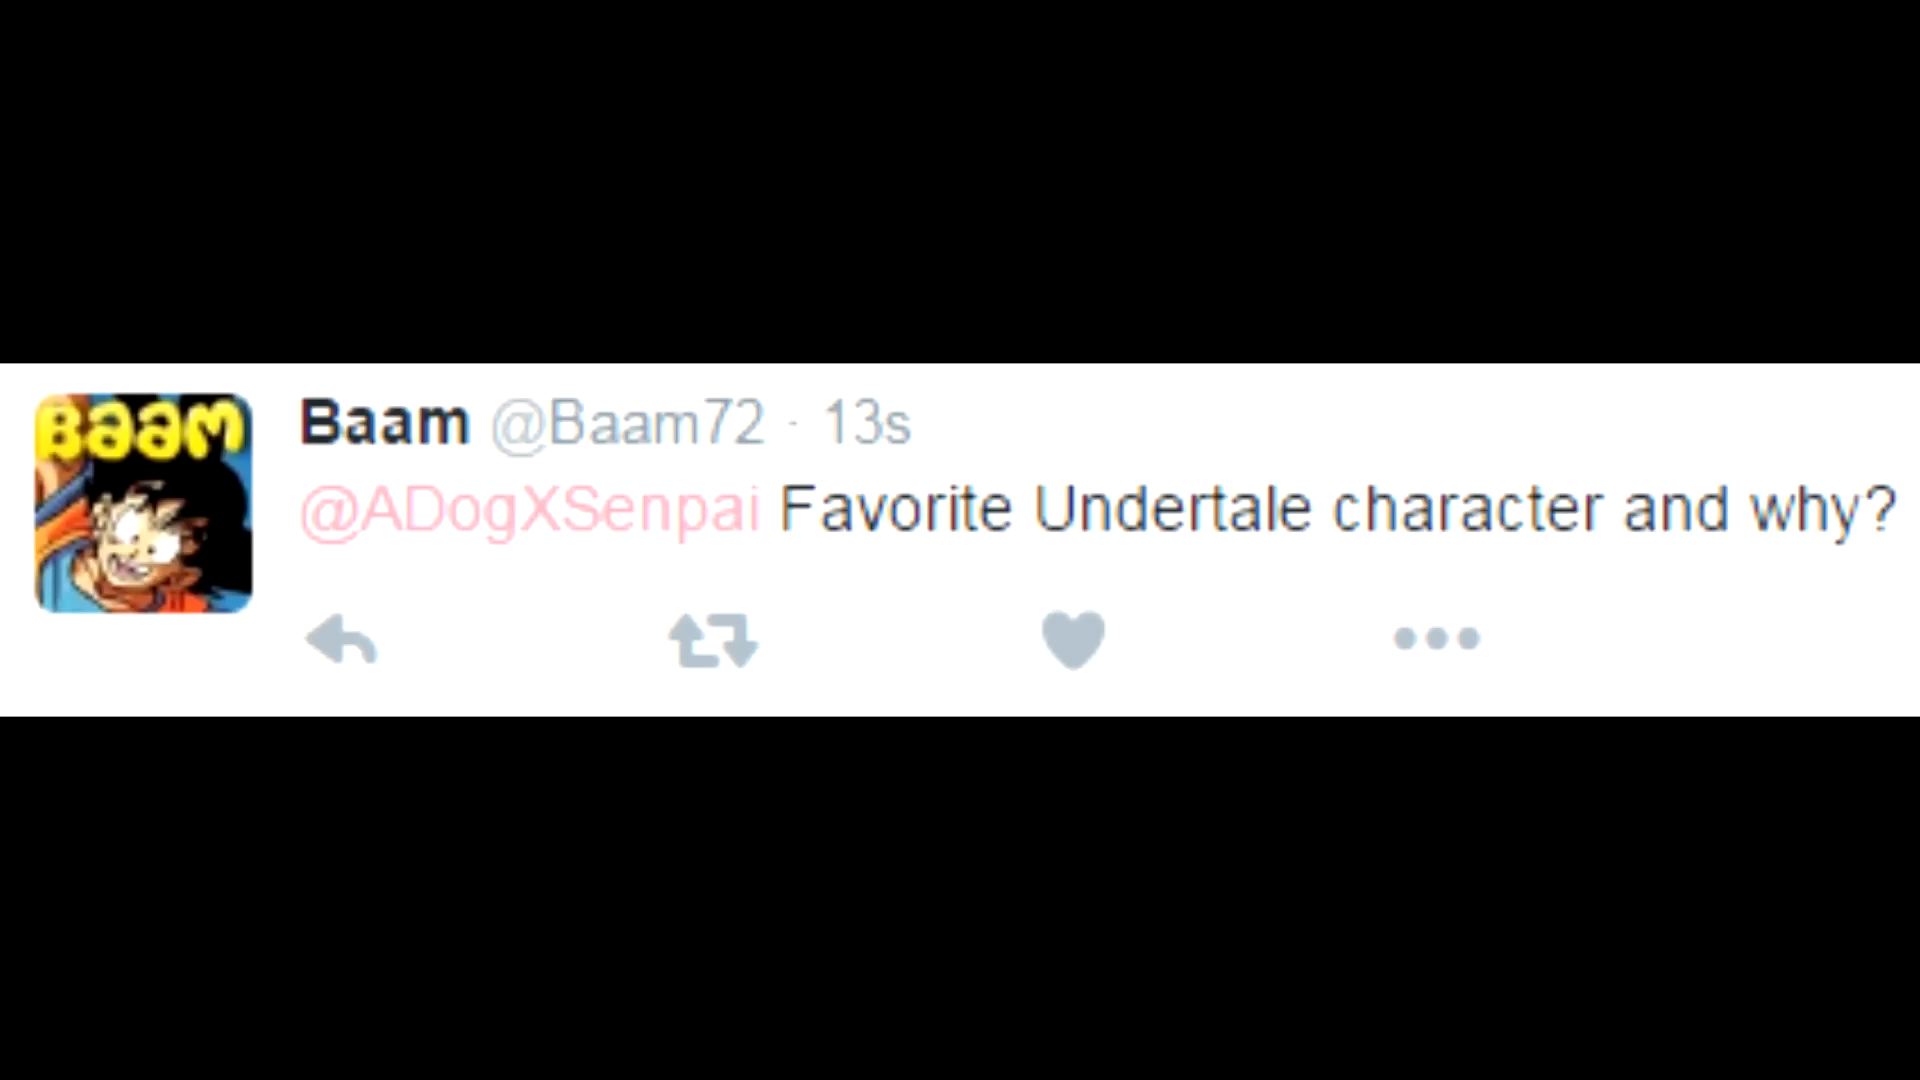 BaaM
Baam @Baam72 · 13s
@ADogXSenpai Favorite Undertale character and why?